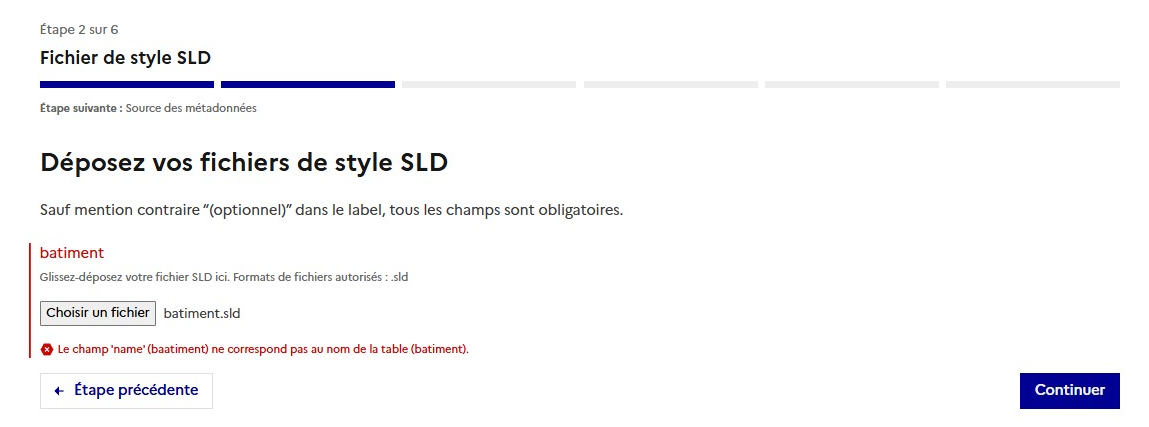 Étape 2 sur 6
Fichier de style SLD
Étape suivante : Source des métadonnées
Déposez vos fichiers de style SLD
Sauf mention contraire “(optionnel)” dans le label, tous les champs sont obligatoires.
batiment
Glissez-déposez votre fichier SLD ici. Formats de fichiers autorisés : .sld
Choisir un fichier batiment.sld
Le champ 'name' (baatiment) ne correspond pas au nom de la table (batiment).
Étape précédente Continuer